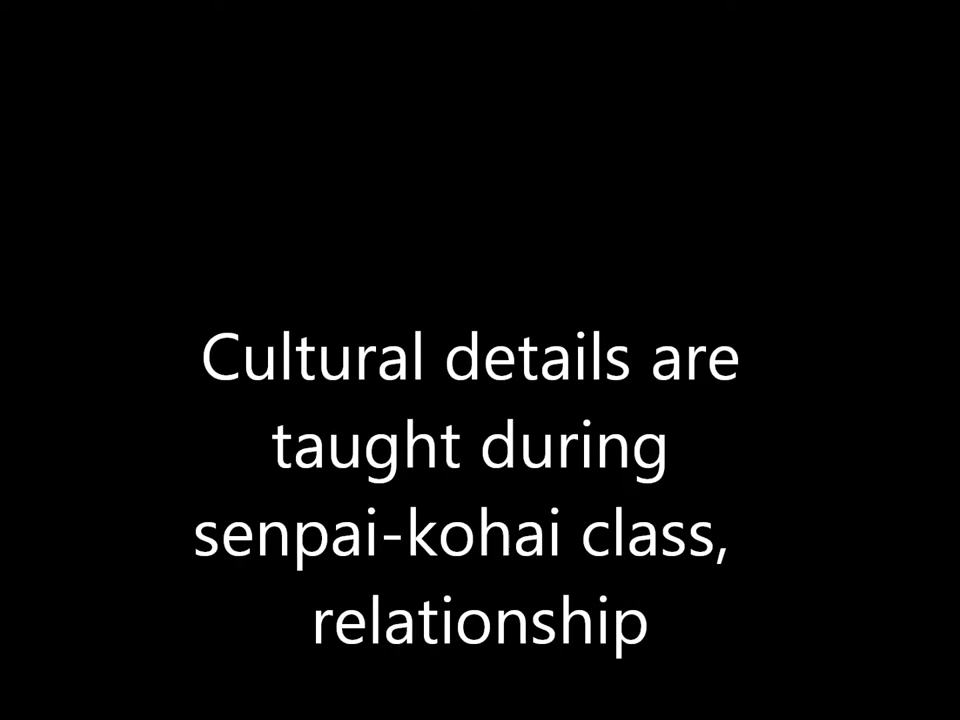 Cultural details are
taught during
senpai-kohai class,
relationship